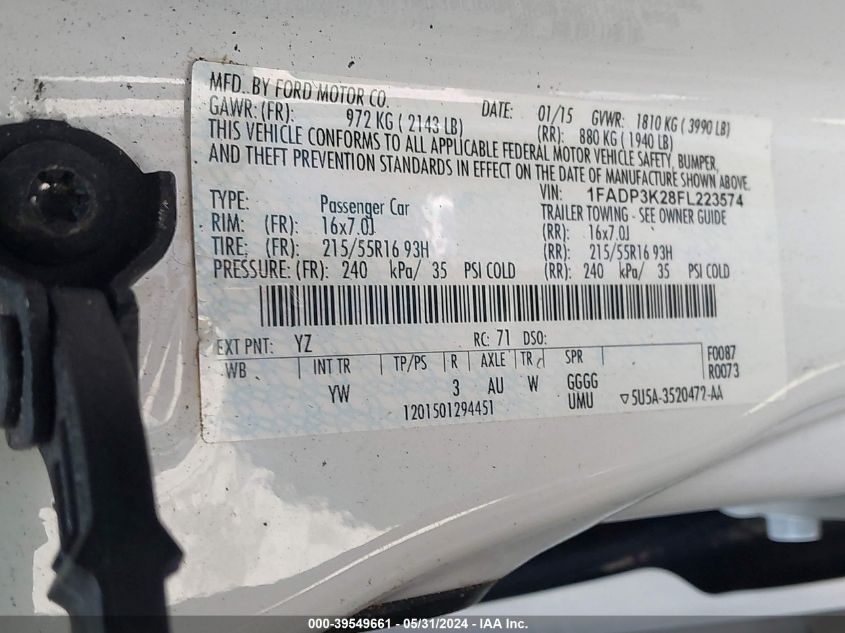 MFD. BY FORD MOTOR CO.
DATE: 01/15 GVWR: 1810 KG ( 3990 LB)
GAWR: (FR): 972 KG ( 2143 LB) (RR): 880 KG ( 1940 LB)
THIS VEHICLE CONFORMS TO ALL APPLICABLE FEDERAL MOTOR VEHICLE SAFETY, BUMPER,
AND THEFT PREVENTION STANDARDS IN EFFECT ON THE DATE OF MANUFACTURE SHOWN ABOVE.
VIN: 1FADP3K28FL223574
TYPE: Passenger Car TRAILER TOWING - SEE OWNER GUIDE
RIM: (FR): 16x7.0J (RR): 16x7.0J
TIRE: (FR): 215/55R16 93H (RR): 215/55R16 93H
PRESSURE: (FR): 240 kPa/ 35 PSI COLD (RR): 240 kPa/ 35 PSI COLD
EXT PNT: YZ RC: 71 DSO:
WB INT TR TP/PS R AXLE TR SPR F0087
YW 3 AU W GGGG R0073
1201501294451 UMU ▽5U5A-3520472-AA
000-39549661 - 05/31/2024 - IAA Inc.